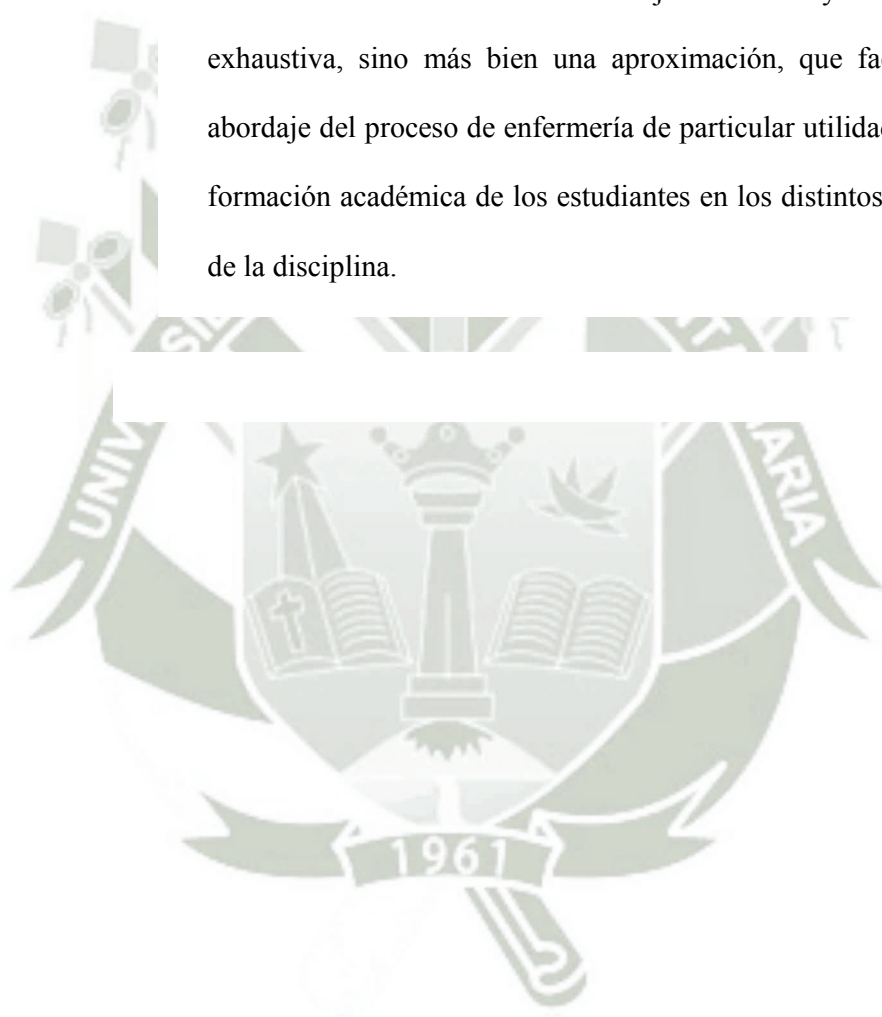 exhaustiva, sino más bien una aproximación, que
abordaje del proceso de enfermería de particular
formación académica de los estudiantes en los distintos
de la disciplina.
1961